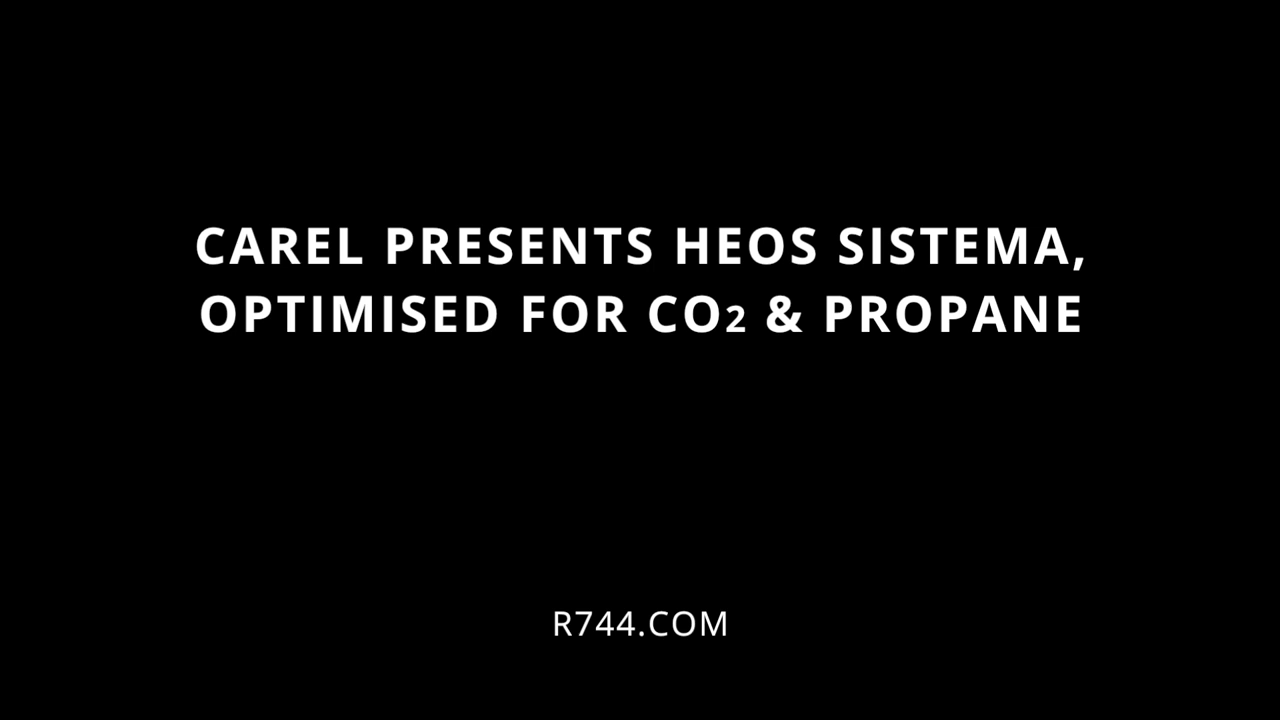 CAREL PRESENTS HEOS SISTEMA,
OPTIMISED FOR CO2 & PROPANE
R744.COM